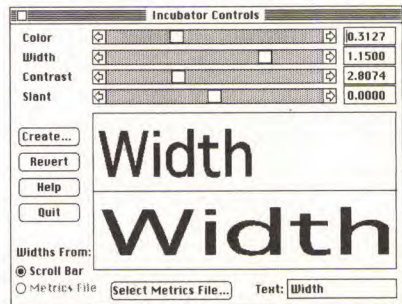 Incubator Controls
Color 0.3127
Width 1.1500
Contrast 2.8074
Slant 0.0000
Create...
Revert
Help
Quit
Width
Width
Widths From:
Scroll Bar
Metrics File
Select Metrics File...
Text: Width